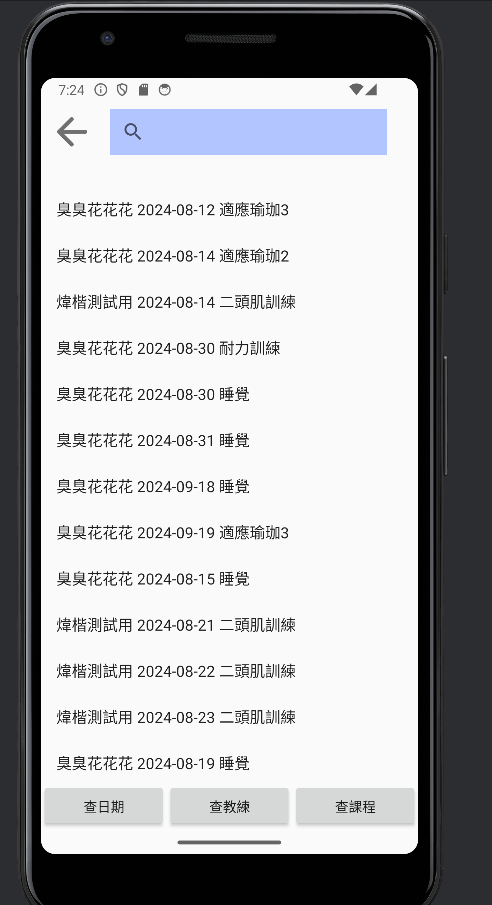 7:24
臭臭花花花 2024-08-12 適應瑜珈3
臭臭花花花 2024-08-14 適應瑜珈2
煒楷測試用 2024-08-14 二頭肌訓練
臭臭花花花 2024-08-30 耐力訓練
臭臭花花花 2024-08-30 睡覺
臭臭花花花 2024-08-31 睡覺
臭臭花花花 2024-09-18 睡覺
臭臭花花花 2024-09-19 適應瑜珈3
臭臭花花花 2024-08-15 睡覺
煒楷測試用 2024-08-21 二頭肌訓練
煒楷測試用 2024-08-22 二頭肌訓練
煒楷測試用 2024-08-23 二頭肌訓練
臭臭花花花 2024-08-19 睡覺
查日期 查教練 查課程